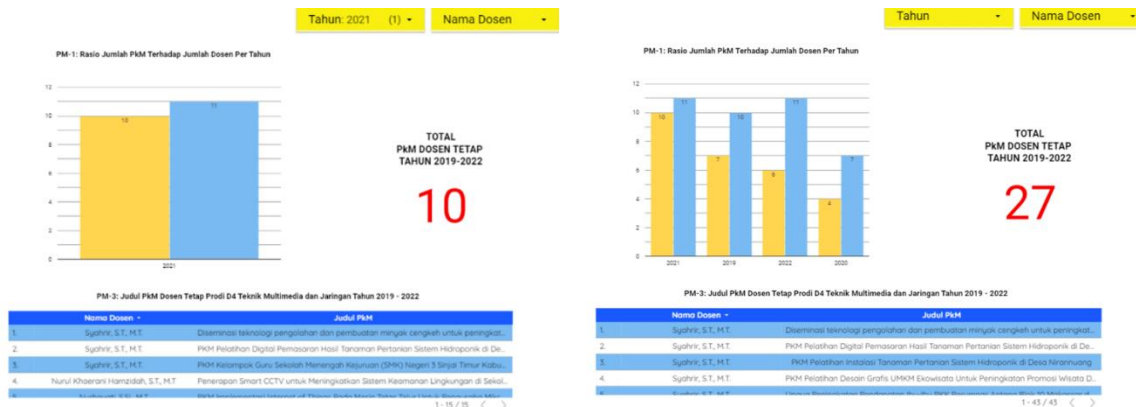 Tahun: 2021 (1)
Nama Dosen
PM-1: Rasio Jumlah PkM Terhadap Jumlah Dosen Per Tahun
12
10
8
6
4
2
0
10
11
2021
TOTAL
PkM DOSEN TETAP
TAHUN 2019-2022
10
PM-3: Judul PkM Dosen Tetap Prodi D4 Teknik Multimedia dan Jaringan Tahun 2019 - 2022
Nama Dosen Judul PkM
1. Syahrir, S.T., M.T. Diseminasi teknologi pengolahan dan pembuatan minyak cengkeh untuk peningkat...
2. Syahrir, S.T., M.T. PKM Pelatihan Digital Pemasaran Hasil Tanaman Pertanian Sistem Hidroponik di De...
3. Syahrir, S.T., M.T. PKM Kelompok Guru Sekolah Menengah Kejuruan (SMK) Negeri 5 Sinjai Timur Kabu...
4. Nurul Khaerani Hamzidah, S.T., M.T Penerapan Smart CCTV untuk Meningkatkan Sistem Keamanan Lingkungan di Sekol...
1 - 15 / 15
Tahun
Nama Dosen
PM-1: Rasio Jumlah PkM Terhadap Jumlah Dosen Per Tahun
12
10
8
6
4
2
0
10
11
7
10
6
11
4
7
2021 2019 2022 2020
TOTAL
PkM DOSEN TETAP
TAHUN 2019-2022
27
PM-3: Judul PkM Dosen Tetap Prodi D4 Teknik Multimedia dan Jaringan Tahun 2019 - 2022
Nama Dosen Judul PkM
1. Syahrir, S.T., M.T. Diseminasi teknologi pengolahan dan pembuatan minyak cengkeh untuk peningkat...
2. Syahrir, S.T., M.T. PKM Pelatihan Digital Pemasaran Hasil Tanaman Pertanian Sistem Hidroponik di De...
3. Syahrir, S.T., M.T. PKM Pelatihan Instalasi Tanaman Pertanian Sistem Hidroponik di Desa Nirannuang
4. Syahrir, S.T., M.T. PKM Pelatihan Desain Grafis UMKM Ekowisata Untuk Peningkatan Promosi Wisata D...
1 - 43 / 43